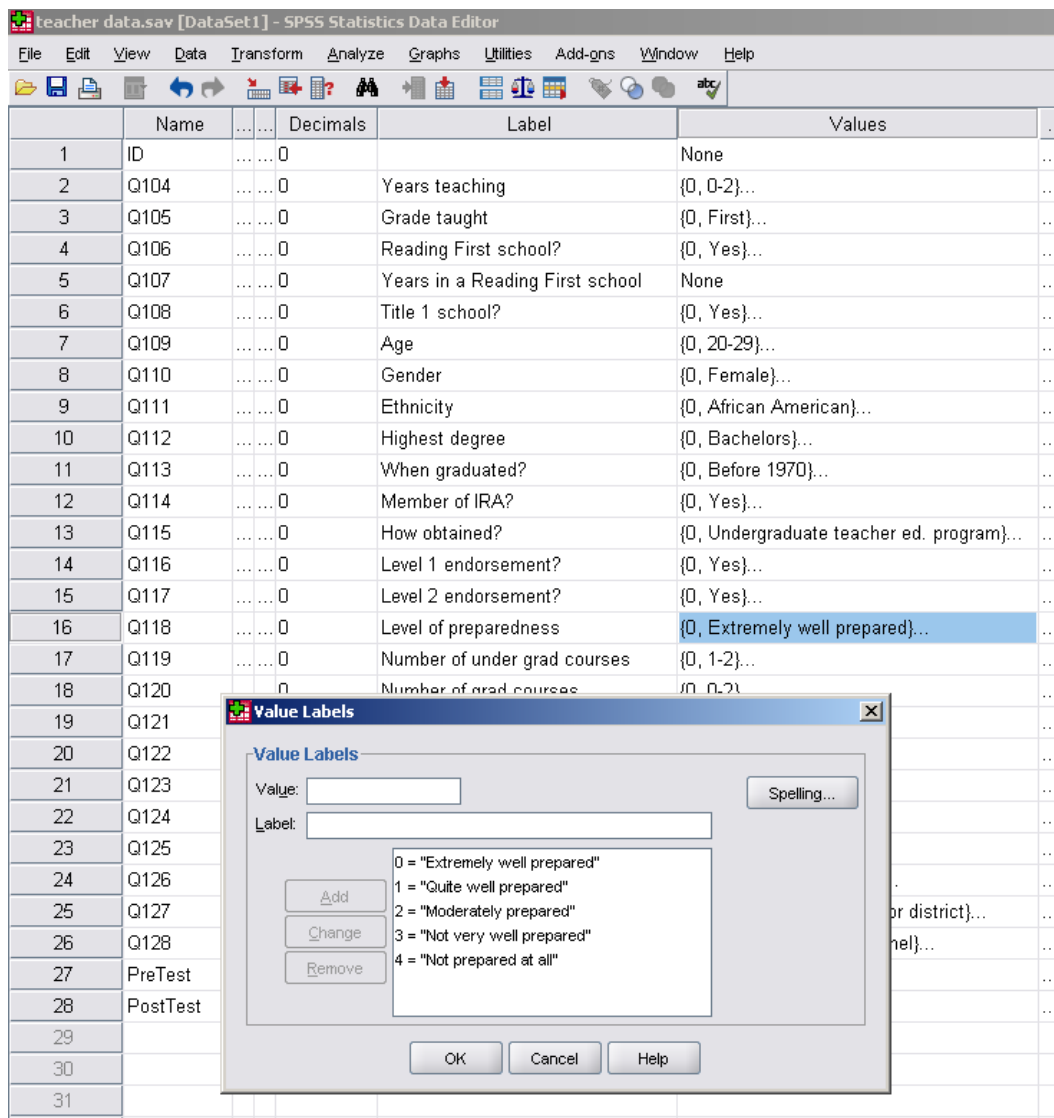 teacher data.sav [DataSet1] - SPSS Statistics Data Editor
File Edit View Data Transform Analyze Graphs Utilities Add-ons Window Help
Name ... ... Decimals Label Values ..
1 ID ... ... 0 None ..
2 Q104 ... ... 0 Years teaching {0, 0-2}... ..
3 Q105 ... ... 0 Grade taught {0, First}... ..
4 Q106 ... ... 0 Reading First school? {0, Yes}... ..
5 Q107 ... ... 0 Years in a Reading First school None ..
6 Q108 ... ... 0 Title 1 school? {0, Yes}... ..
7 Q109 ... ... 0 Age {0, 20-29}... ..
8 Q110 ... ... 0 Gender {0, Female}... ..
9 Q111 ... ... 0 Ethnicity {0, African American}... ..
10 Q112 ... ... 0 Highest degree {0, Bachelors}... ..
11 Q113 ... ... 0 When graduated? {0, Before 1970}... ..
12 Q114 ... ... 0 Member of IRA? {0, Yes}... ..
13 Q115 ... ... 0 How obtained? {0, Undergraduate teacher ed. program}... ..
14 Q116 ... ... 0 Level 1 endorsement? {0, Yes}... ..
15 Q117 ... ... 0 Level 2 endorsement? {0, Yes}... ..
16 Q118 ... ... 0 Level of preparedness {0, Extremely well prepared}... ..
17 Q119 ... ... 0 Number of under grad courses {0, 1-2}... ..
18 Q120 ... ... 0 Number of grad courses {0, 0-2} ..
19 Q121 ..
20 Q122 ..
21 Q123 ..
22 Q124 ..
23 Q125 ..
24 Q126 . ..
25 Q127 or district}... ..
26 Q128 nel}... ..
27 PreTest ..
28 PostTest ..
29
30
31
Value Labels
Value Labels
Value:
Spelling...
Label:
0 = "Extremely well prepared"
1 = "Quite well prepared"
2 = "Moderately prepared"
3 = "Not very well prepared"
4 = "Not prepared at all"
Add
Change
Remove
OK Cancel Help